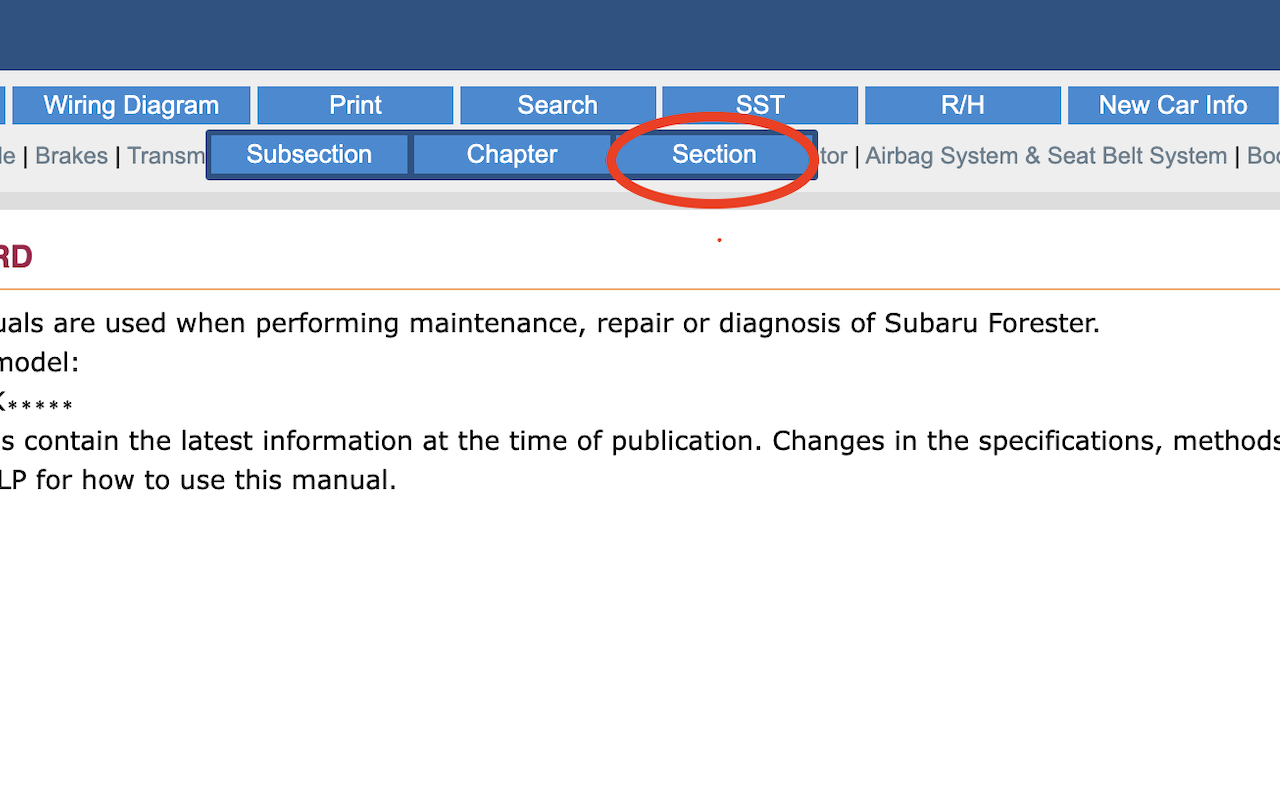 Wiring Diagram Print Search SST R/H New Car Info
| Brakes | Transm Subsection Chapter Section tor | Airbag System & Seat Belt System | Boo
RD
uals are used when performing maintenance, repair or diagnosis of Subaru Forester.
model:
K*****
s contain the latest information at the time of publication. Changes in the specifications, methods
LP for how to use this manual.